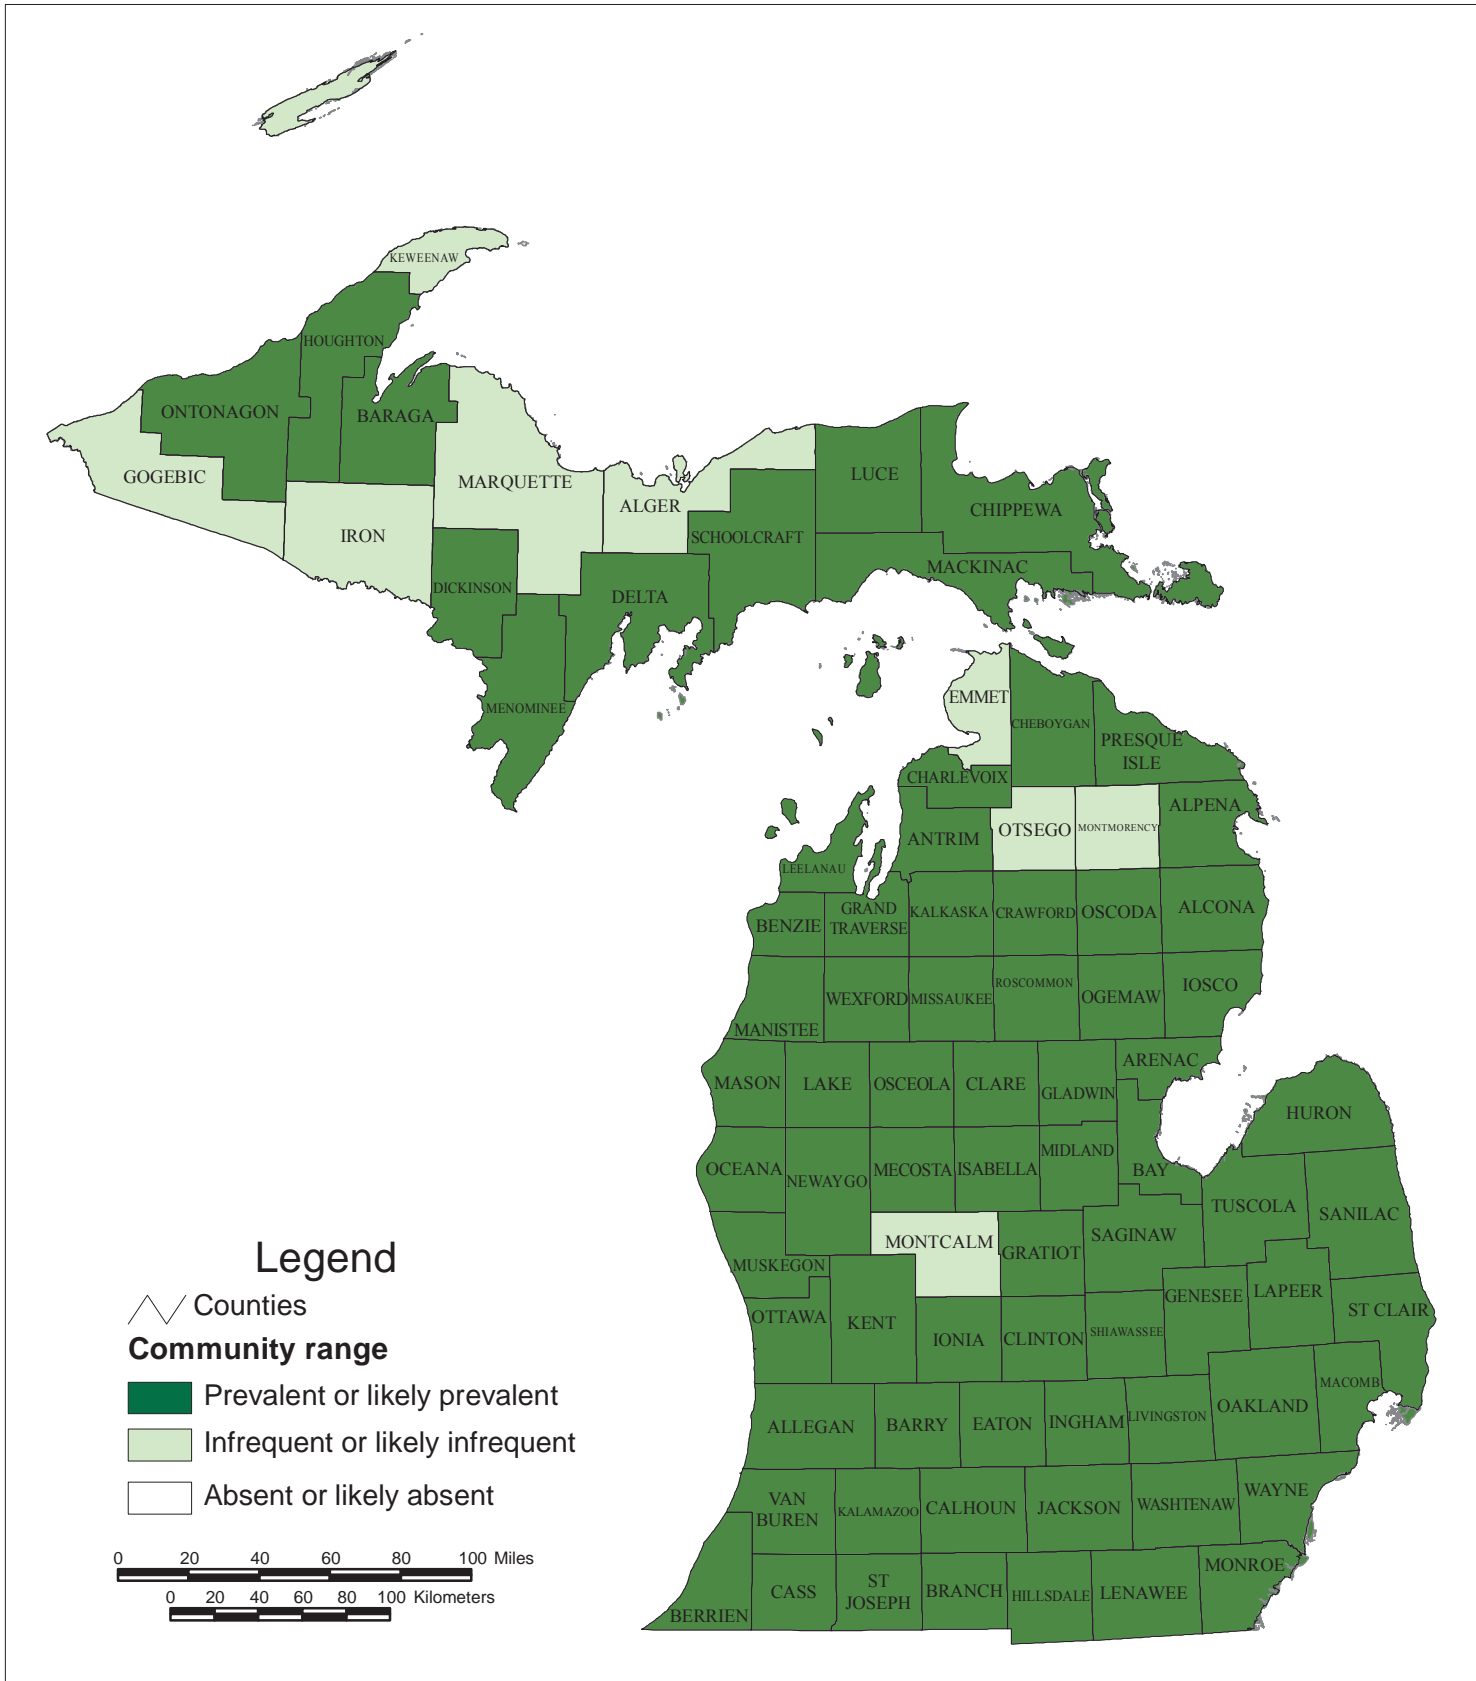 KEWEENAW
HOUGHTON
ONTONAGON
BARAGA
GOGEBIC
MARQUETTE
LUCE
ALGER
CHIPPEWA
IRON
SCHOOLCRAFT
MACKINAC
DICKINSON
DELTA
EMMET
MENOMINEE
CHEBOYGAN
PRESQUE
ISLE
CHARLEVOIX
ALPENA
OTSEGO
MONTMORENCY
ANTRIM
LEELANAU
GRAND
TRAVERSE
KALKASKA
CRAWFORD
OSCODA
ALCONA
BENZIE
WEXFORD
MISSAUKEE
ROSCOMMON
OGEMAW
IOSCO
MANISTEE
ARENAC
MASON
LAKE
OSCEOLA
CLARE
GLADWIN
HURON
OCEANA
NEWAYGO
MECOSTA
ISABELLA
MIDLAND
BAY
TUSCOLA
SANILAC
MONTCALM
GRATIOT
SAGINAW
MUSKEGON
GENESEE
LAPEER
ST CLAIR
OTTAWA
KENT
IONIA
CLINTON
SHIAWASSEE
MACOMB
ALLEGAN
BARRY
EATON
INGHAM
LIVINGSTON
OAKLAND
VAN
BUREN
KALAMAZOO
CALHOUN
JACKSON
WASHTENAW
WAYNE
BERRIEN
CASS
ST
JOSEPH
BRANCH
HILLSDALE
LENAWEE
MONROE
Legend
Counties
Community range
Prevalent or likely prevalent
Infrequent or likely infrequent
Absent or likely absent
0 20 40 60 80 100 Miles
0 20 40 60 80 100 Kilometers